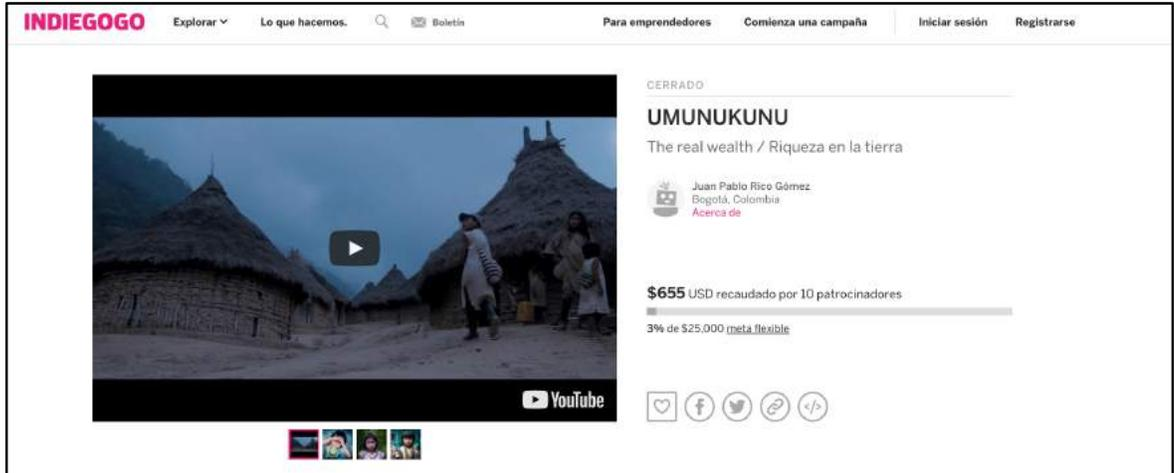 INDIEGOGO Explorar Lo que hacemos. Boletín Para emprendedores Comienza una campaña Iniciar sesión Registrarse
CERRADO
UMUNUKUNU
The real wealth / Riqueza en la tierra
Juan Pablo Rico Gómez
Bogotá, Colombia
Acerca de
$655 USD recaudado por 10 patrocinadores
3% de $25,000 meta flexible
YouTube